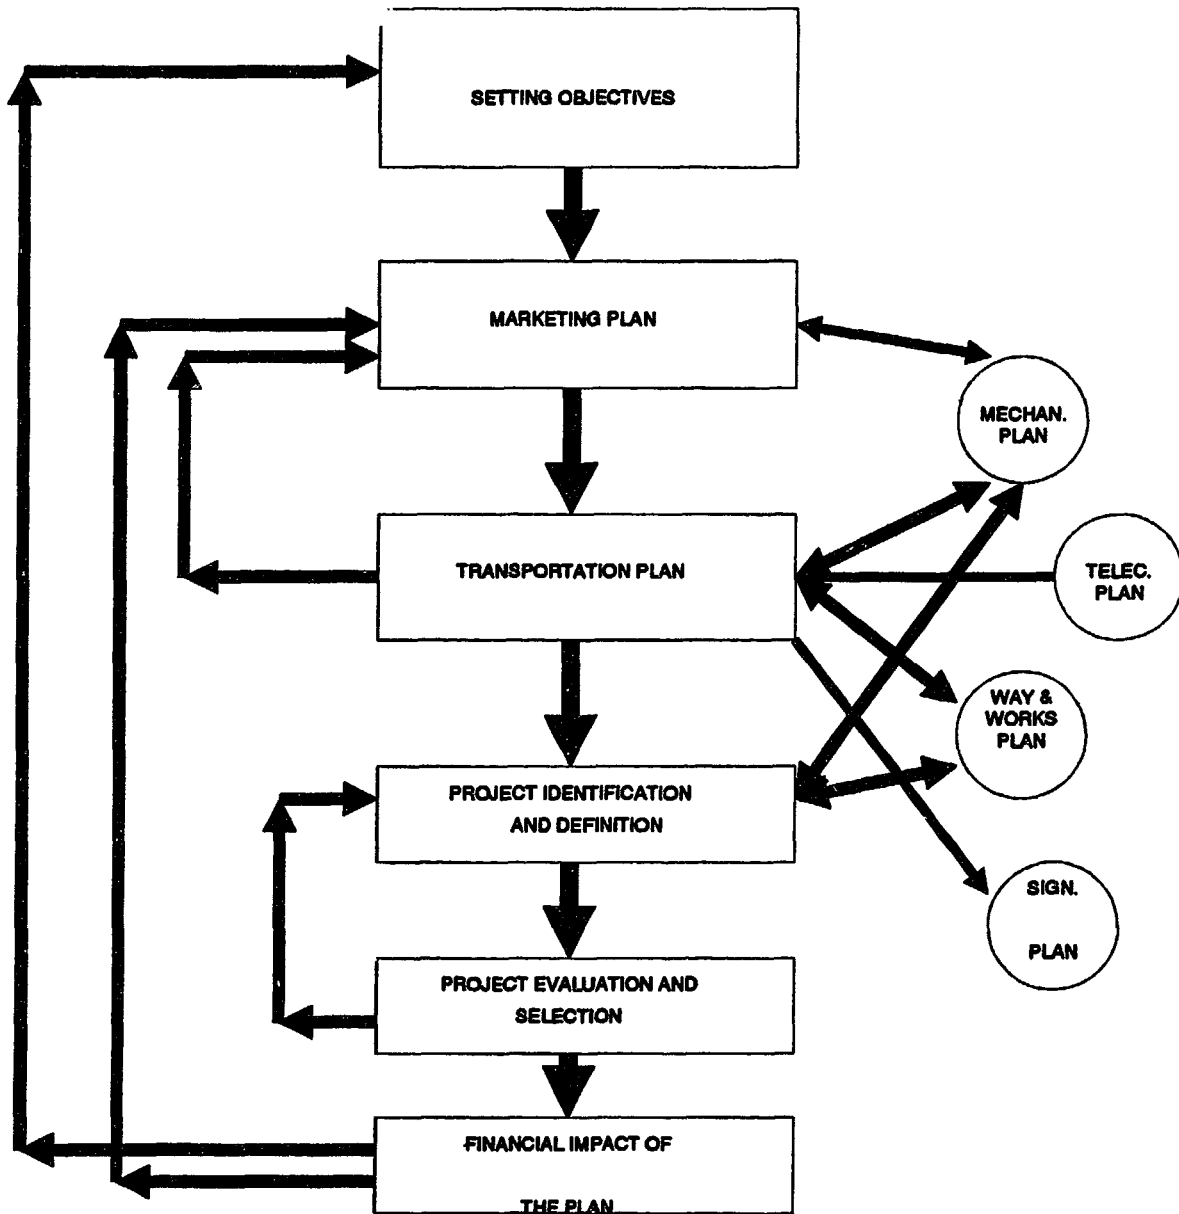 SETTING OBJECTIVES
MARKETING PLAN
MECHAN.
PLAN
TRANSPORTATION PLAN
TELEC.
PLAN
WAY &
WORKS
PLAN
PROJECT IDENTIFICATION
AND DEFINITION
SIGN.
PLAN
PROJECT EVALUATION AND
SELECTION
FINANCIAL IMPACT OF
THE PLAN